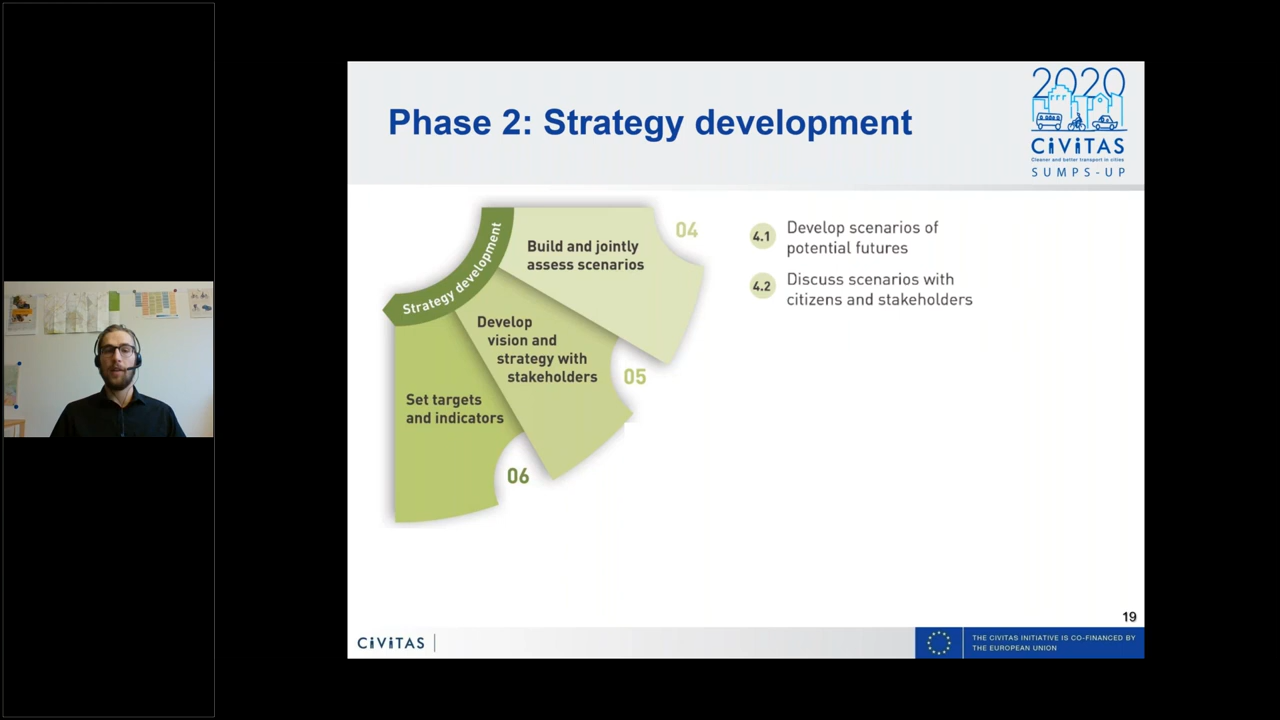 Phase 2: Strategy development
2020
CiViTAS
Cleaner and better transport in cities
SUMPS-UP
Strategy development
Build and jointly
assess scenarios
04
Develop
vision and
strategy with
stakeholders
05
Set targets
and indicators
06
4.1 Develop scenarios of
potential futures
4.2 Discuss scenarios with
citizens and stakeholders
19
CiViTAS
THE CIVITAS INITIATIVE IS CO-FINANCED BY
THE EUROPEAN UNION